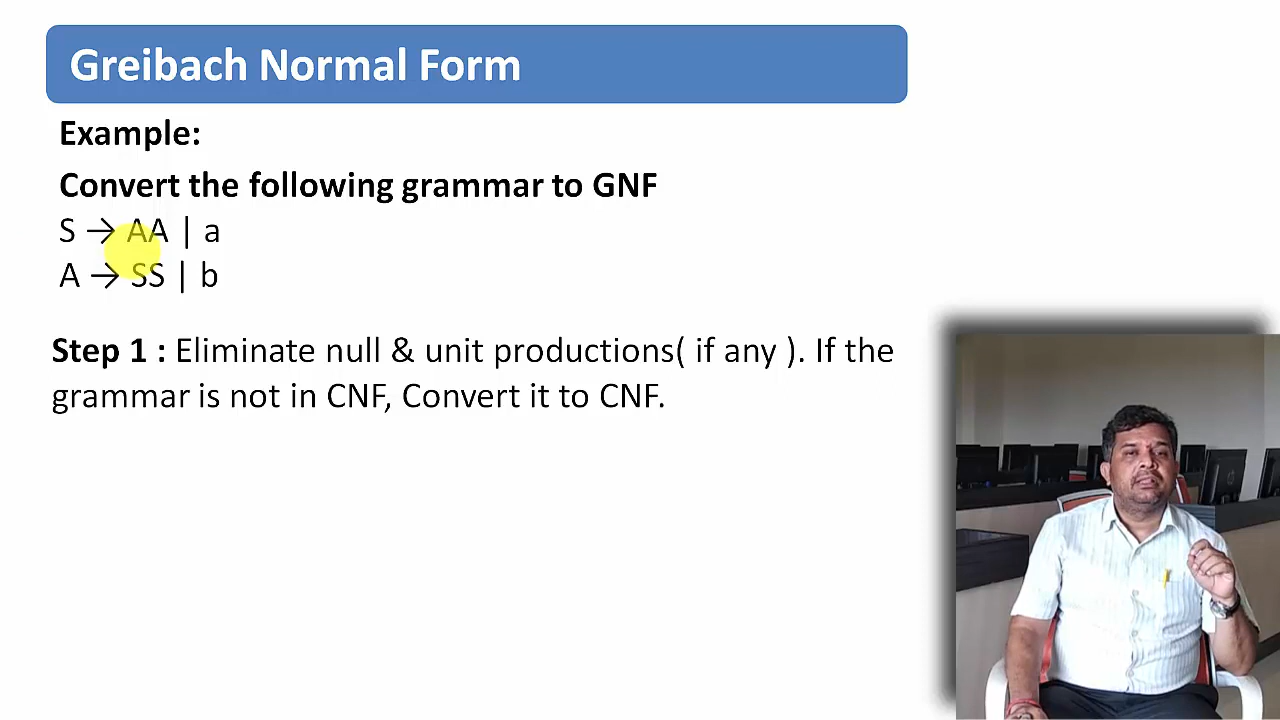 Greibach Normal Form
Example:
Convert the following grammar to GNF
S → AA | a
A → SS | b
Step 1 : Eliminate null & unit productions( if any ). If the
grammar is not in CNF, Convert it to CNF.